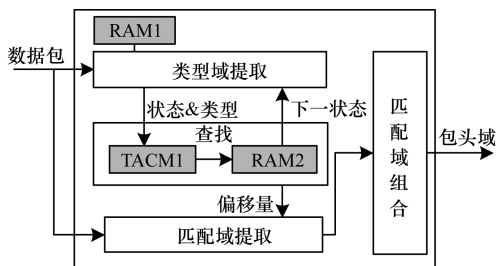 RAM1
数据包
类型域提取
状态&类型
下一状态
查找
TACM1
RAM2
偏移量
匹配域提取
匹配域组合
包头域